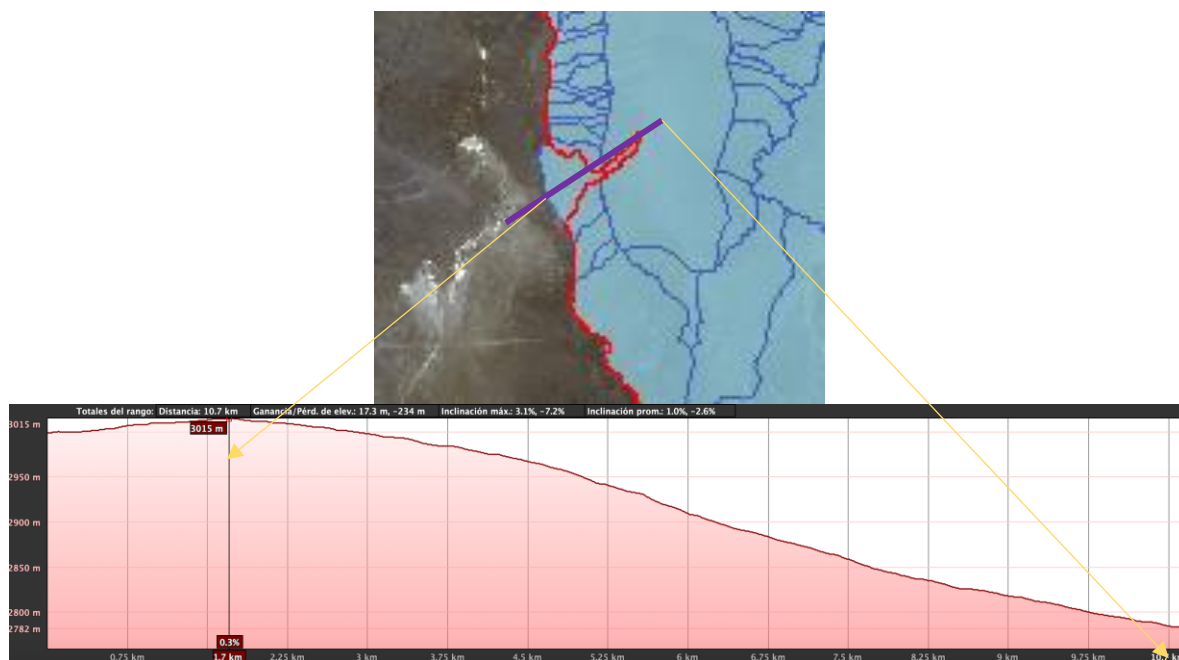 Totales del rango: Distancia: 10.7 km Ganancia/Pérd. de elev.: 17.3 m, -234 m Inclinación máx.: 3.1%, -7.2% Inclinación prom.: 1.0%, -2.6%
3015 m
3015 m
2950 m
2900 m
2850 m
2800 m
2782 m
0.3%
0.75 km 1.7 km 2.25 km 3 km 3.75 km 4.5 km 5.25 km 6 km 6.75 km 7.5 km 8.25 km 9 km 9.75 km 10.7 km